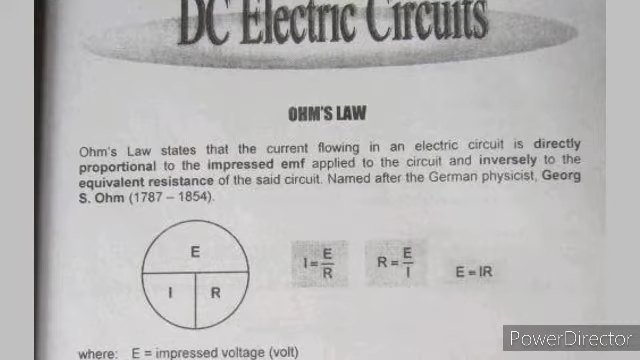 DC Electric Circuits
OHM'S LAW
Ohm's Law states that the current flowing in an electric circuit is directly
proportional to the impressed emf applied to the circuit and inversely to the
equivalent resistance of the said circuit. Named after the German physicist, Georg
S. Ohm (1787 – 1854).
E
I R
I = E/R
R = E/I
E = IR
where: E = impressed voltage (volt)
PowerDirector